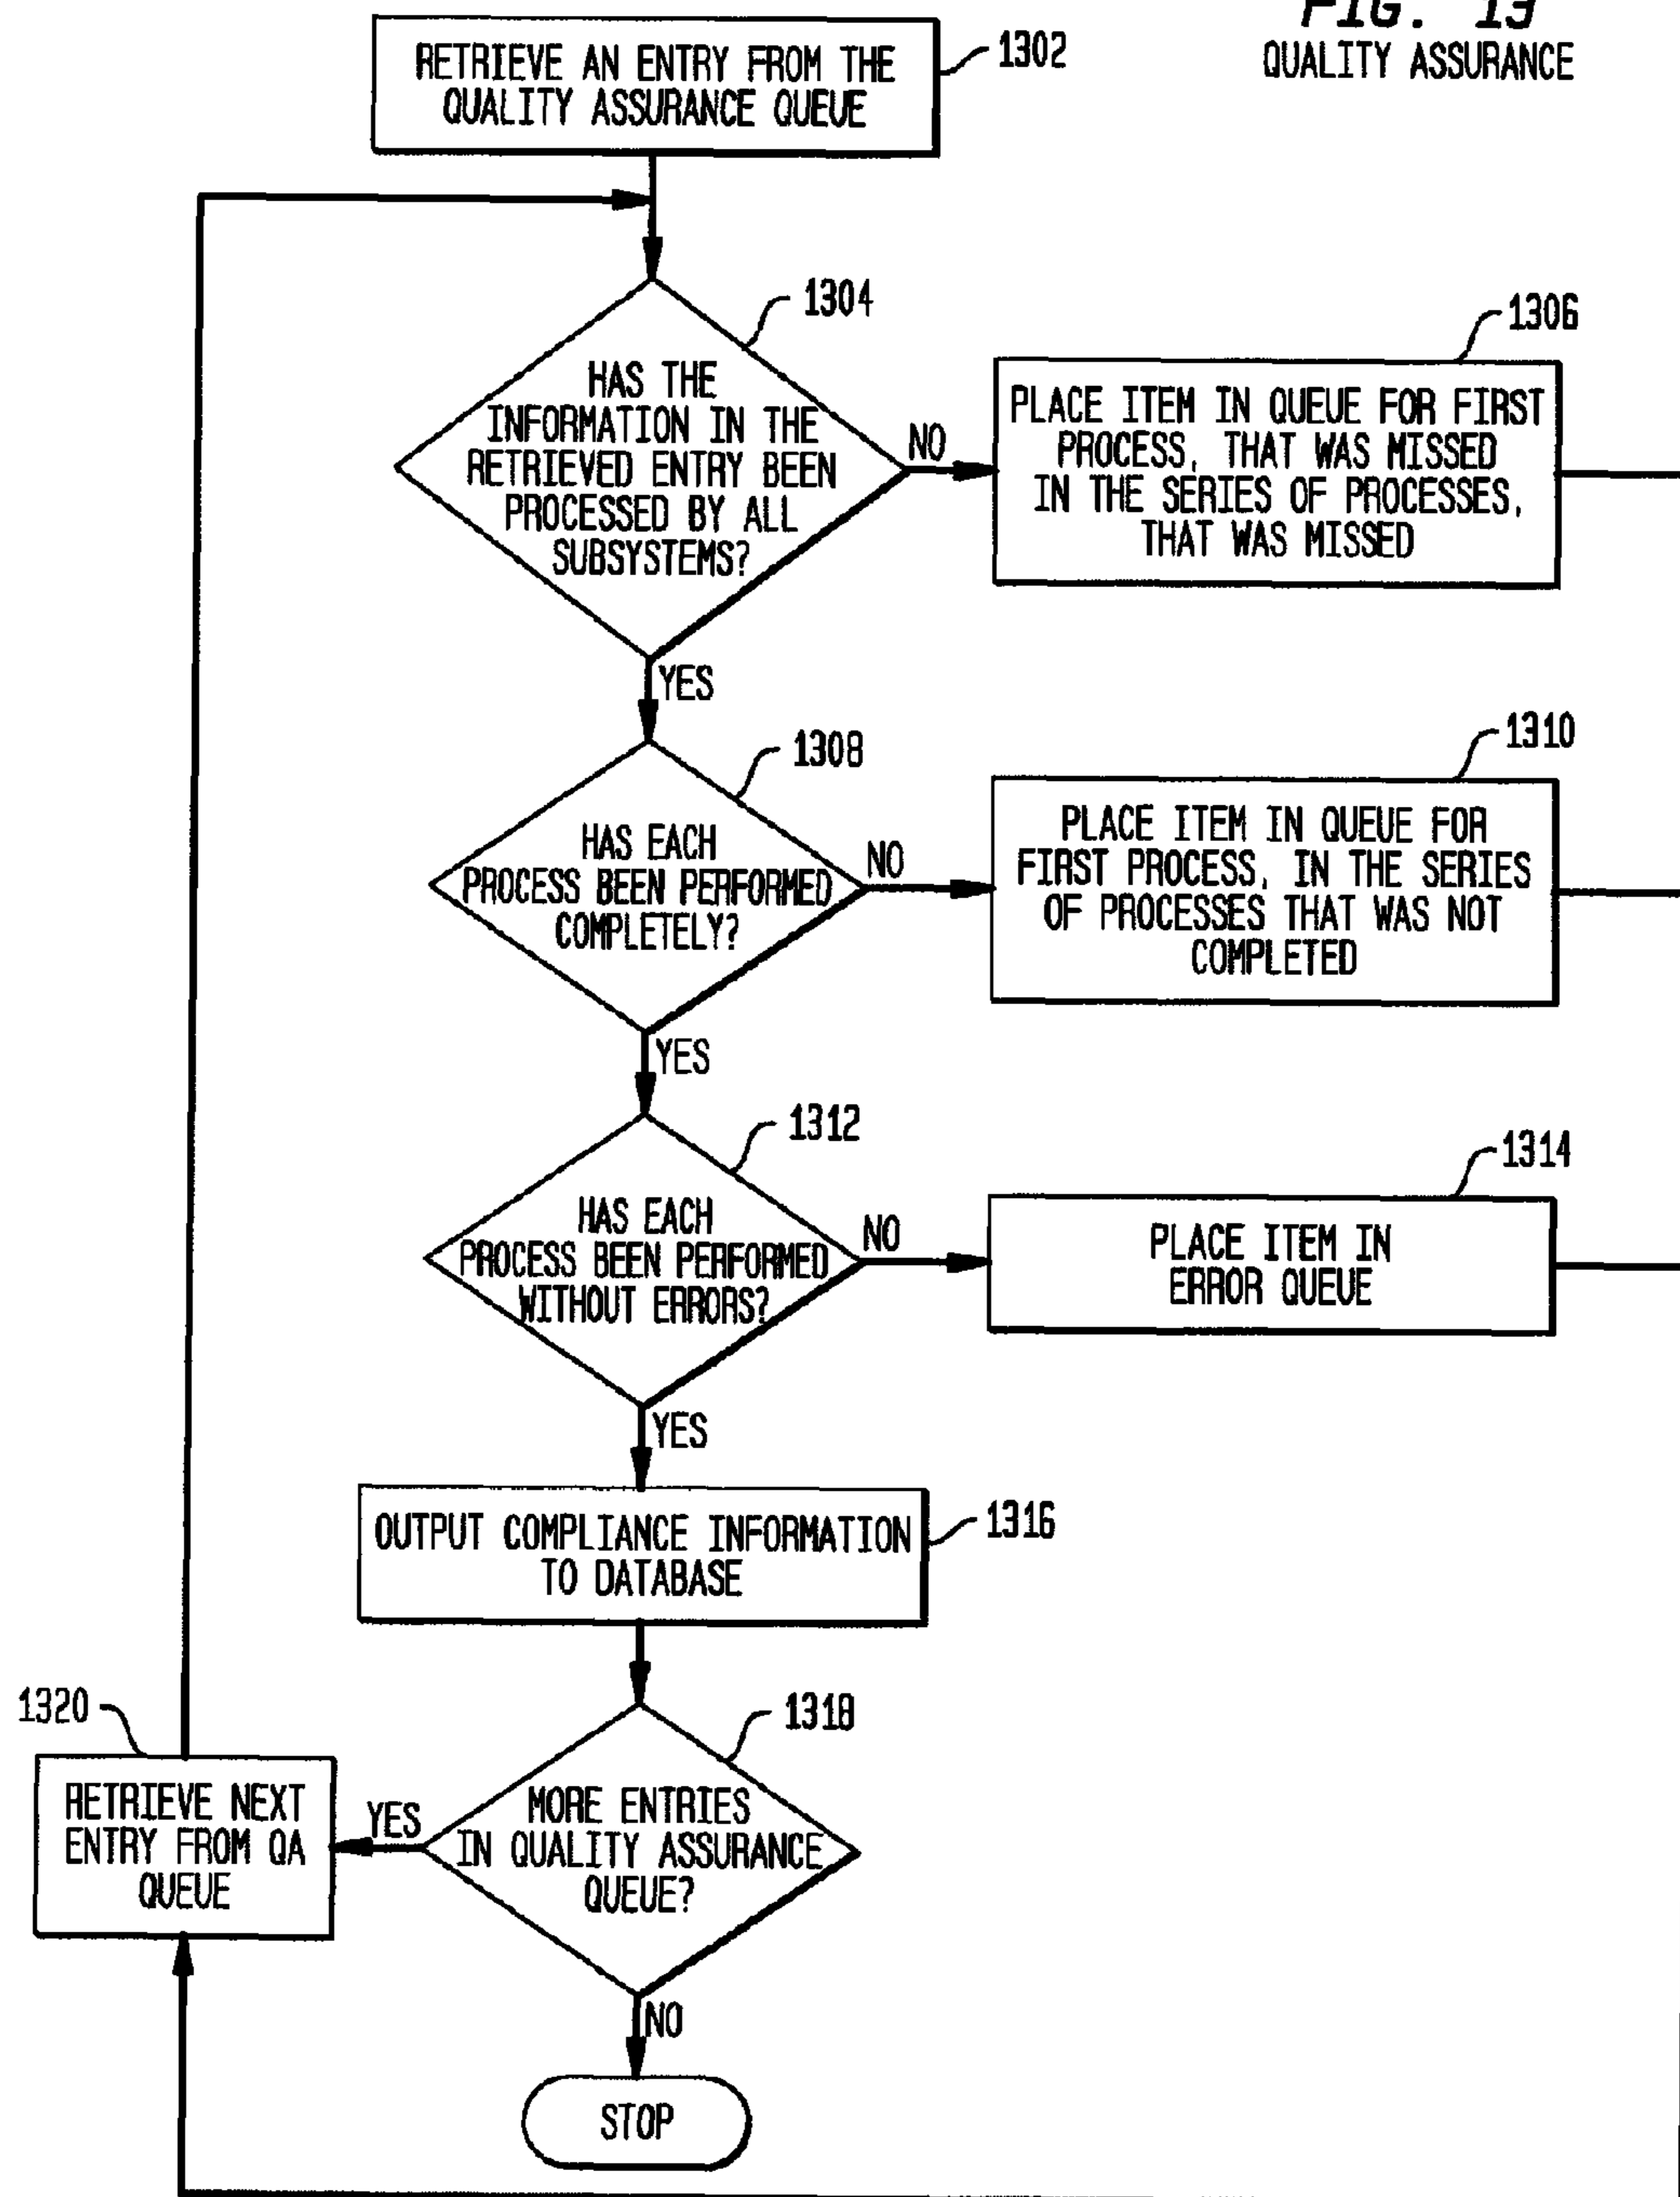 FIG. 13
QUALITY ASSURANCE
RETRIEVE AN ENTRY FROM THE
QUALITY ASSURANCE QUEUE
1302
1304
HAS THE
INFORMATION IN THE
RETRIEVED ENTRY BEEN
PROCESSED BY ALL
SUBSYSTEMS?
NO
1306
PLACE ITEM IN QUEUE FOR FIRST
PROCESS, THAT WAS MISSED
IN THE SERIES OF PROCESSES,
THAT WAS MISSED
YES
1308
HAS EACH
PROCESS BEEN PERFORMED
COMPLETELY?
NO
1310
PLACE ITEM IN QUEUE FOR
FIRST PROCESS, IN THE SERIES
OF PROCESSES THAT WAS NOT
COMPLETED
YES
1312
HAS EACH
PROCESS BEEN PERFORMED
WITHOUT ERRORS?
NO
1314
PLACE ITEM IN
ERROR QUEUE
YES
OUTPUT COMPLIANCE INFORMATION
TO DATABASE
1316
1318
MORE ENTRIES
IN QUALITY ASSURANCE
QUEUE?
YES
1320
RETRIEVE NEXT
ENTRY FROM QA
QUEUE
NO
STOP